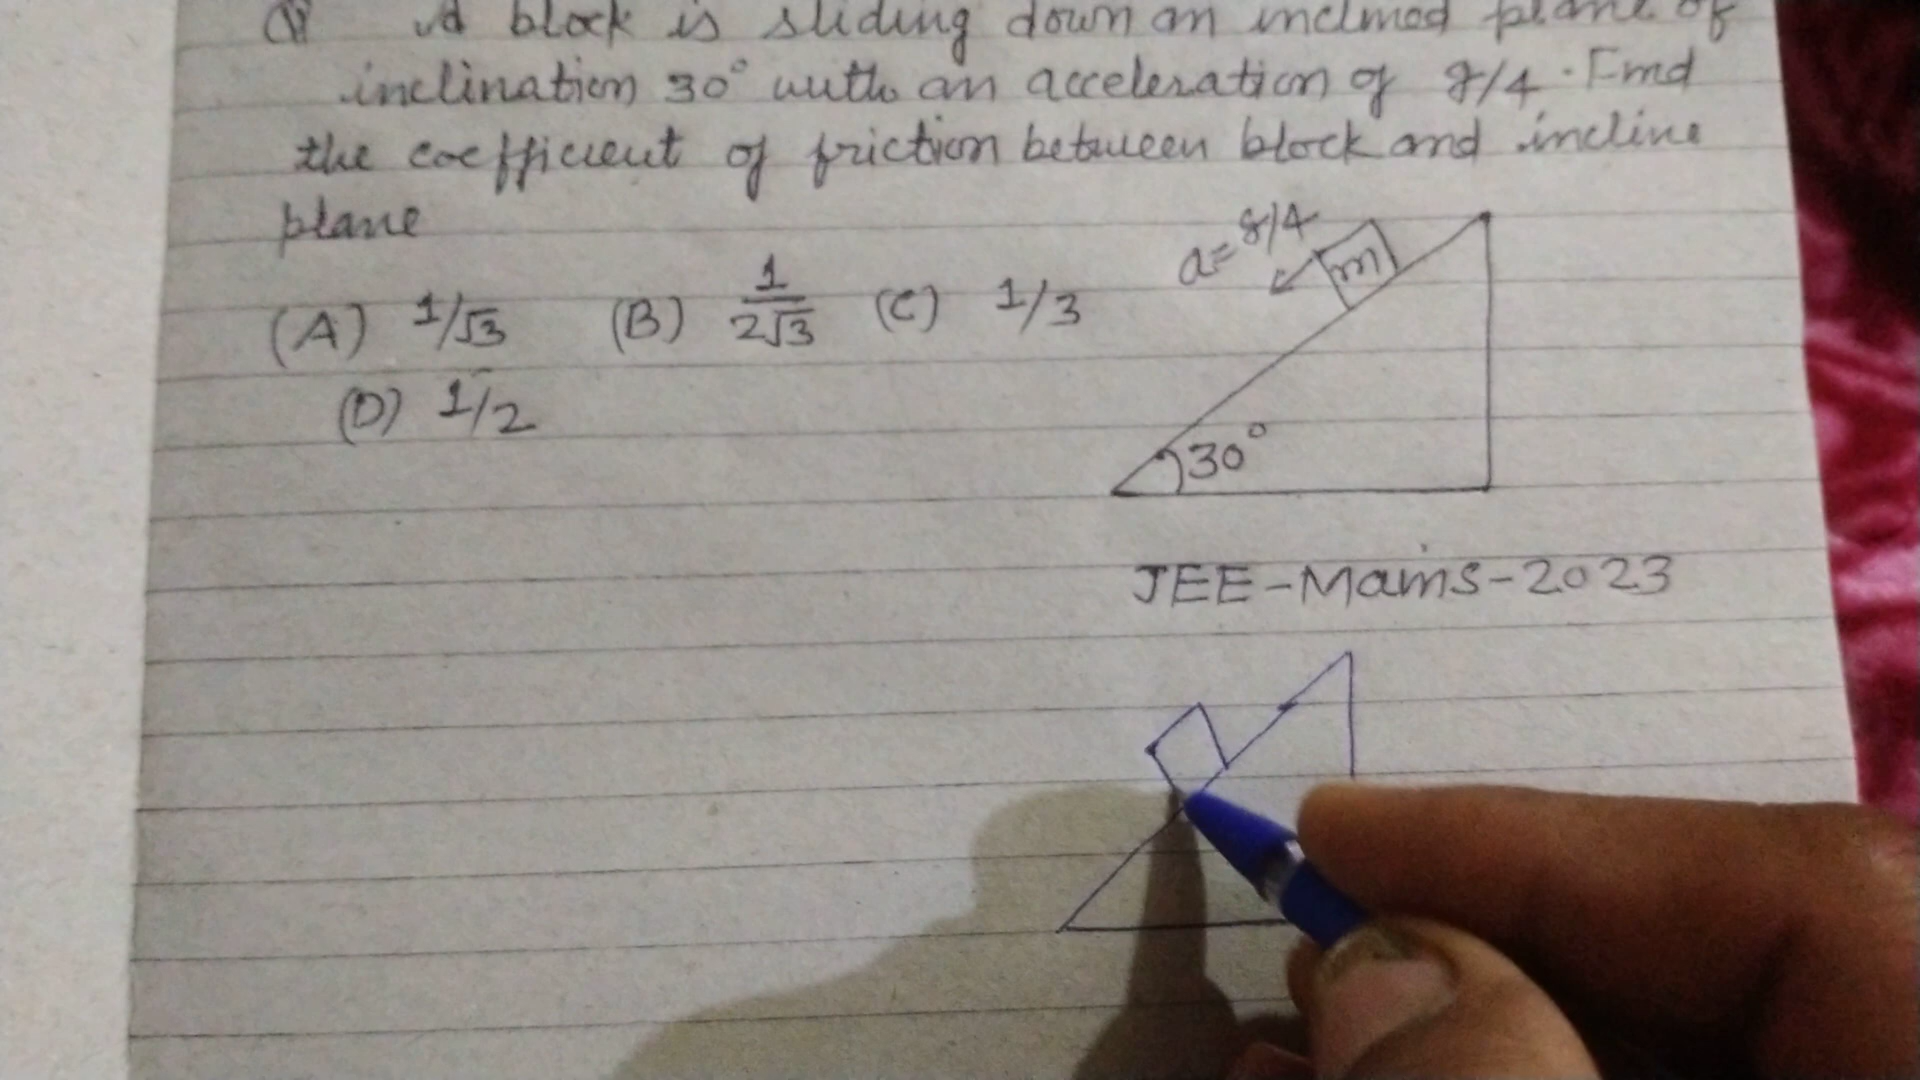 Q A block is sliding down an inclined plane of
inclination 30° with an acceleration of g/4. Find
the coefficient of friction between block and incline
plane
(A) 1/√3 (B) 1/2√3 (C) 1/3
(D) 1/2
a = g/4
m
30°
JEE-Mains-2023